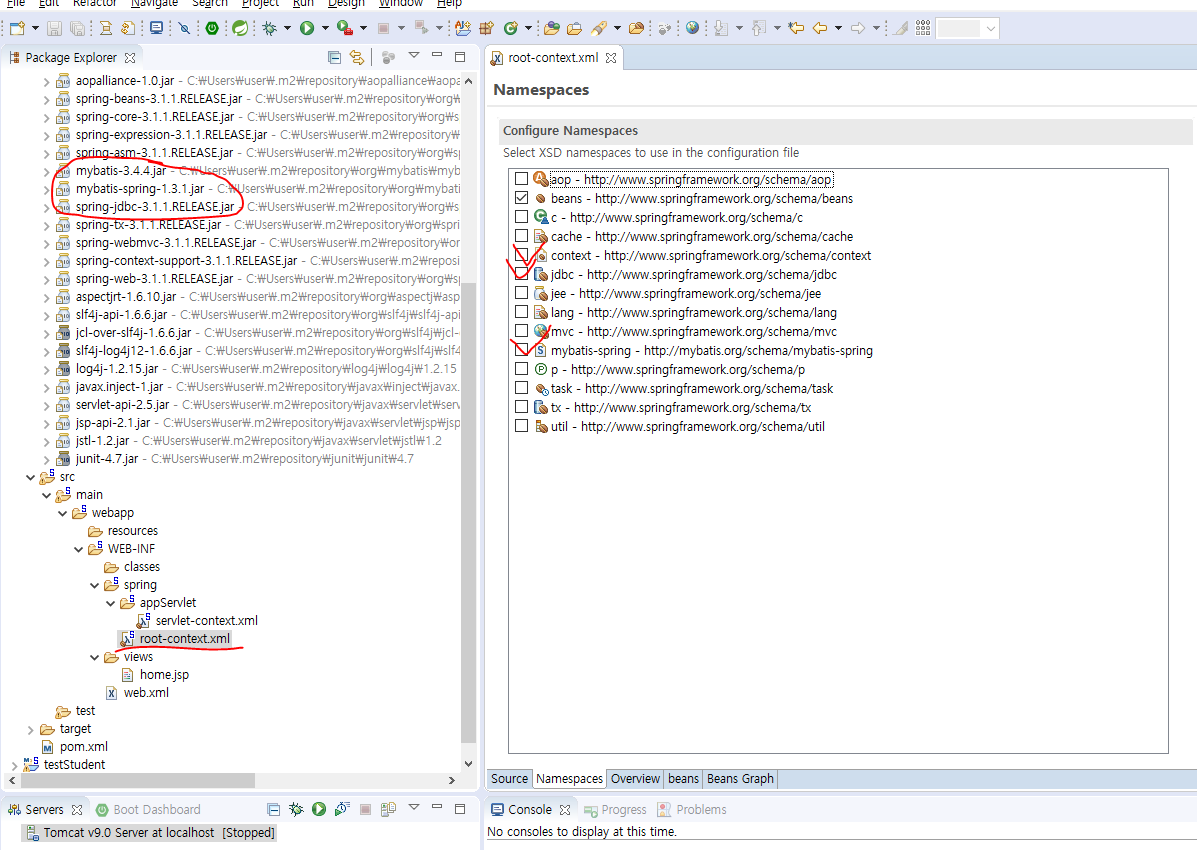 File Edit Refactor Navigate Search Project Run Design Window Help
Package Explorer
aopalliance-1.0.jar - C:₩Users₩user₩.m2₩repository₩aopalliance₩aopa
spring-beans-3.1.1.RELEASE.jar - C:₩Users₩user₩.m2₩repository₩org₩
spring-core-3.1.1.RELEASE.jar - C:₩Users₩user₩.m2₩repository₩org₩s
spring-expression-3.1.1.RELEASE.jar - C:₩Users₩user₩.m2₩repository₩
spring-asm-3.1.1.RELEASE.jar - C:₩Users₩user₩.m2₩repository₩org₩sp
mybatis-3.4.4.jar - C:₩Users₩user₩.m2₩repository₩org₩mybatis₩
mybatis-spring-1.3.1.jar - C:₩Users₩user₩.m2₩repository₩org₩mybati
spring-jdbc-3.1.1.RELEASE.jar - C:₩Users₩user₩.m2₩repository₩org₩s
spring-tx-3.1.1.RELEASE.jar - C:₩Users₩user₩.m2₩repository₩org₩spri
spring-webmvc-3.1.1.RELEASE.jar - C:₩Users₩user₩.m2₩repository₩or
spring-context-support-3.1.1.RELEASE.jar - C:₩Users₩user₩.m2₩repos
spring-web-3.1.1.RELEASE.jar - C:₩Users₩user₩.m2₩repository₩org₩s
aspectjrt-1.6.10.jar - C:₩Users₩user₩.m2₩repository₩org₩aspectj₩asp
slf4j-api-1.6.6.jar - C:₩Users₩user₩.m2₩repository₩org₩slf4j₩slf4j-api
jcl-over-slf4j-1.6.6.jar - C:₩Users₩user₩.m2₩repository₩org₩slf4j₩jcl-
slf4j-log4j12-1.6.6.jar - C:₩Users₩user₩.m2₩repository₩org₩slf4j₩slf4
log4j-1.2.15.jar - C:₩Users₩user₩.m2₩repository₩log4j₩log4j₩1.2.15
javax.inject-1.jar - C:₩Users₩user₩.m2₩repository₩javax₩inject₩javax.
servlet-api-2.5.jar - C:₩Users₩user₩.m2₩repository₩javax₩servlet₩serv
jsp-api-2.1.jar - C:₩Users₩user₩.m2₩repository₩javax₩servlet₩jsp₩jsp
jstl-1.2.jar - C:₩Users₩user₩.m2₩repository₩javax₩servlet₩jstl₩1.2
junit-4.7.jar - C:₩Users₩user₩.m2₩repository₩junit₩junit₩4.7
src
main
webapp
resources
WEB-INF
classes
spring
appServlet
servlet-context.xml
root-context.xml
views
home.jsp
web.xml
test
target
pom.xml
testStudent
Servers Boot Dashboard
Tomcat v9.0 Server at localhost [Stopped]
root-context.xml
Namespaces
Configure Namespaces
Select XSD namespaces to use in the configuration file
aop - http://www.springframework.org/schema/aop
beans - http://www.springframework.org/schema/beans
c - http://www.springframework.org/schema/c
cache - http://www.springframework.org/schema/cache
context - http://www.springframework.org/schema/context
jdbc - http://www.springframework.org/schema/jdbc
jee - http://www.springframework.org/schema/jee
lang - http://www.springframework.org/schema/lang
mvc - http://www.springframework.org/schema/mvc
mybatis-spring - http://mybatis.org/schema/mybatis-spring
p - http://www.springframework.org/schema/p
task - http://www.springframework.org/schema/task
tx - http://www.springframework.org/schema/tx
util - http://www.springframework.org/schema/util
Source Namespaces Overview beans Beans Graph
Console Progress Problems
No consoles to display at this time.